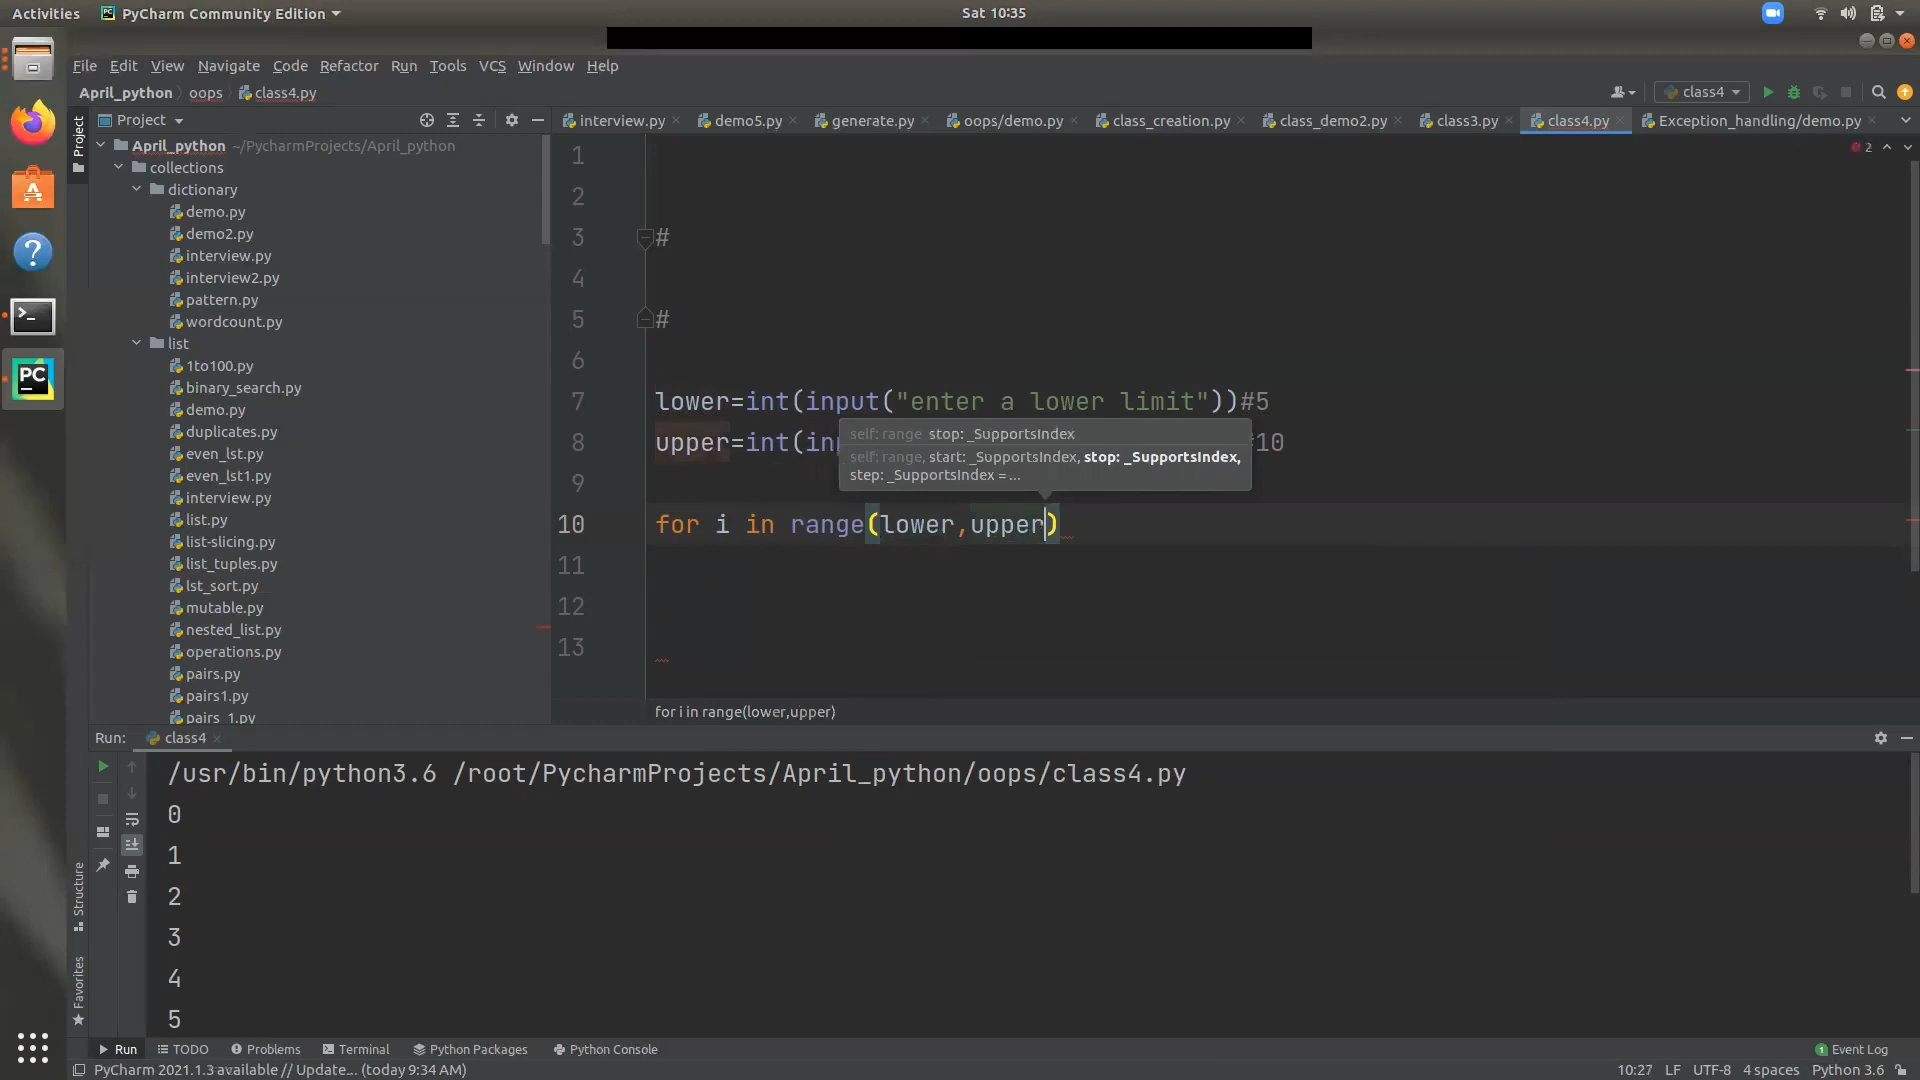 Activities PyCharm Community Edition Sat 10:35
File Edit View Navigate Code Refactor Run Tools VCS Window Help
April_python oops class4.py class4
Project
interview.py demo5.py generate.py oops/demo.py class_creation.py class_demo2.py class3.py class4.py Exception_handling/demo.py
Project
April_python ~/PycharmProjects/April_python
collections
dictionary
demo.py
demo2.py
interview.py
interview2.py
pattern.py
wordcount.py
list
1to100.py
binary_search.py
demo.py
duplicates.py
even_lst.py
even_lst1.py
interview.py
list.py
list-slicing.py
list_tuples.py
lst_sort.py
mutable.py
nested_list.py
operations.py
pairs.py
pairs1.py
pairs_1.py
2
1
2
3 #
4
5 #
6
7 lower=int(input("enter a lower limit"))#5
8 upper=int(in 10
self: range stop: _SupportsIndex
self: range, start: _SupportsIndex, stop: _SupportsIndex,
step: _SupportsIndex = ...
9
10 for i in range(lower,upper)
11
12
13
for i in range(lower,upper)
Run: class4
/usr/bin/python3.6 /root/PycharmProjects/April_python/oops/class4.py
0
1
2
3
4
5
Structure
Favorites
Run TODO Problems Terminal Python Packages Python Console 1 Event Log
PyCharm 2021.1.3 available // Update... (today 9:34 AM) 10:27 LF UTF-8 4 spaces Python 3.6